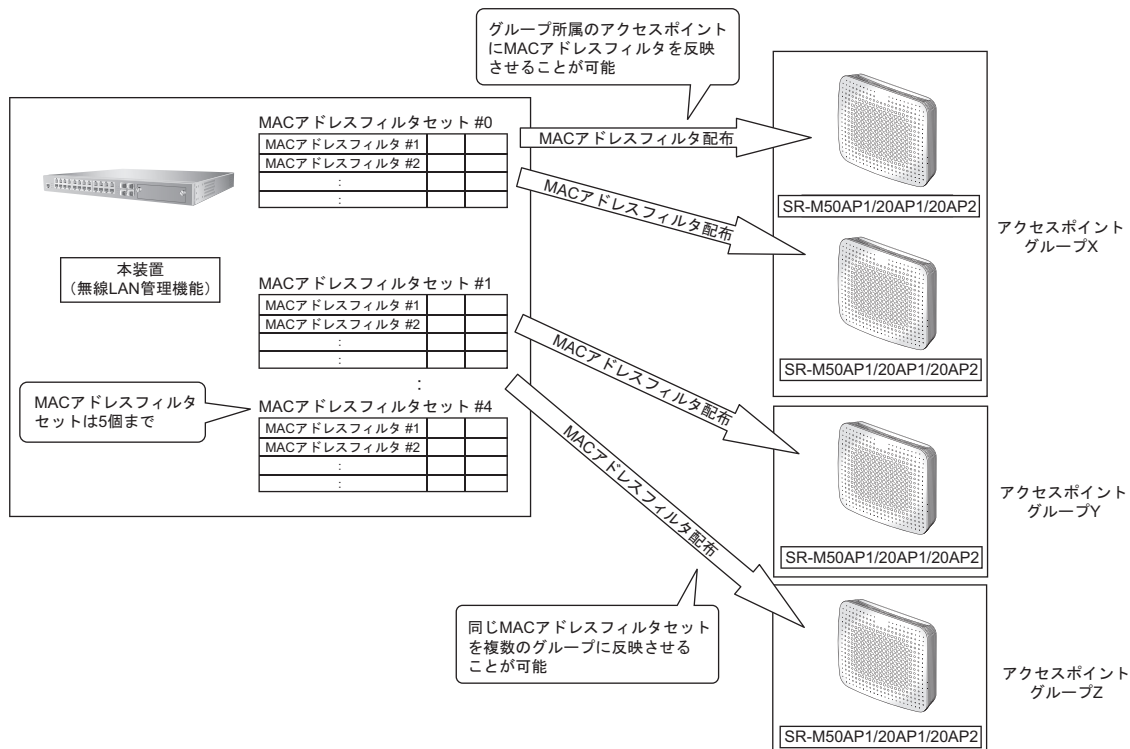 グループ所属のアクセスポイント
にMACアドレスフィルタを反映
させることが可能
MACアドレスフィルタセット #0
MACアドレスフィルタ #1
MACアドレスフィルタ #2
:
:
MACアドレスフィルタ配布
MACアドレスフィルタ配布
SR-M50AP1/20AP1/20AP2
SR-M50AP1/20AP1/20AP2
アクセスポイント
グループX
本装置
（無線LAN管理機能）
MACアドレスフィルタセット #1
MACアドレスフィルタ #1
MACアドレスフィルタ #2
:
:
:
MACアドレスフィルタ
セットは5個まで
MACアドレスフィルタセット #4
MACアドレスフィルタ #1
MACアドレスフィルタ #2
:
:
MACアドレスフィルタ配布
MACアドレスフィルタ配布
SR-M50AP1/20AP1/20AP2
アクセスポイント
グループY
同じMACアドレスフィルタセット
を複数のグループに反映させる
ことが可能
SR-M50AP1/20AP1/20AP2
アクセスポイント
グループZ